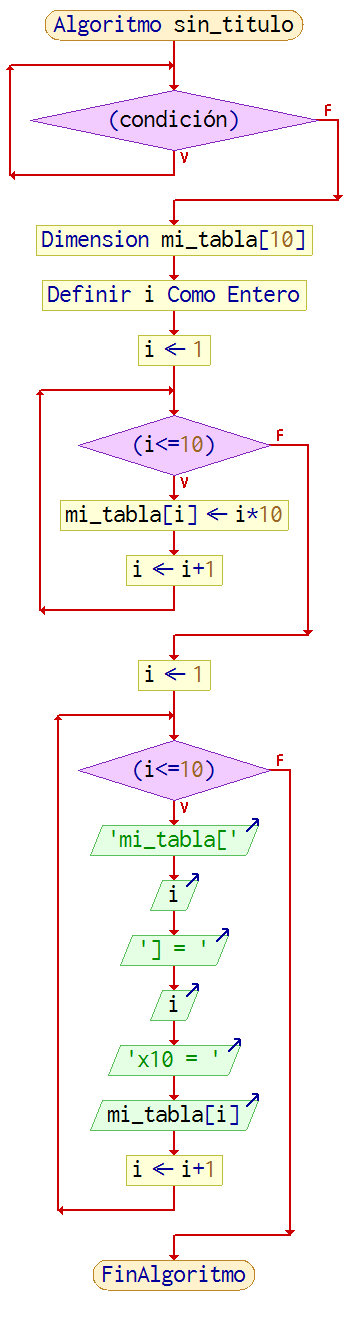 Algoritmo sin_titulo
(condición)
F
V
Dimension mi_tabla[10]
Definir i Como Entero
i ← 1
(i<=10)
F
V
mi_tabla[i] ← i*10
i ← i+1
i ← 1
(i<=10)
F
V
'mi_tabla['
i
'] = '
i
'x10 = '
mi_tabla[i]
i ← i+1
FinAlgoritmo